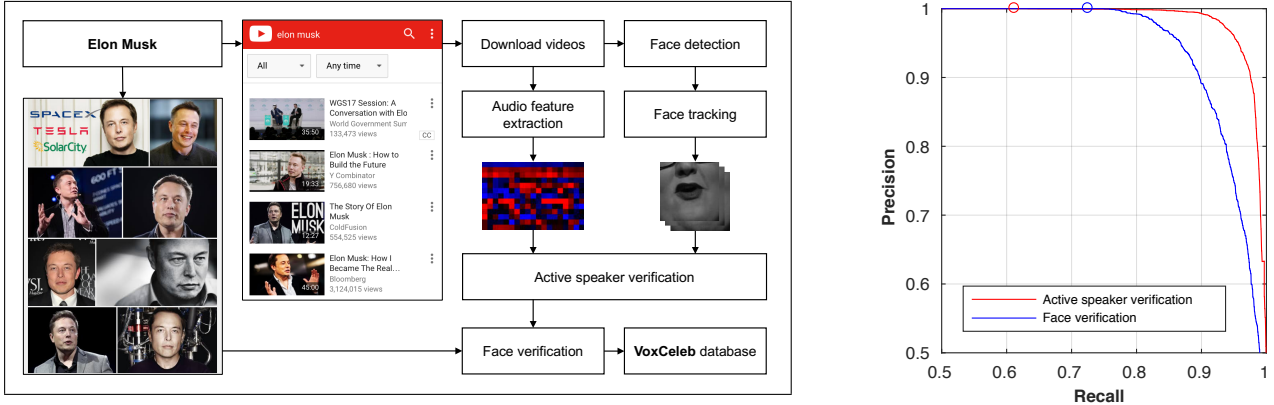 Elon Musk
SPACEX
TESLA
SolarCity
600 FT
elon musk
All
Any time
WGS17 Session: A
Conversation with Elo
World Government Sum
133,473 views
CC
35:50
Elon Musk : How to
Build the Future
Y Combinator
756,680 views
19:33
The Story Of Elon
Musk
ColdFusion
554,525 views
ELON
MUSK
12:27
Elon Musk: How I
Became The Real...
Bloomberg
3,124,015 views
45:00
Download videos
Face detection
Audio feature
extraction
Face tracking
Active speaker verification
Face verification
VoxCeleb database
Precision
1
0.9
0.8
0.7
0.6
0.5
Active speaker verification
Face verification
0.5
0.6
0.7
0.8
0.9
1
Recall